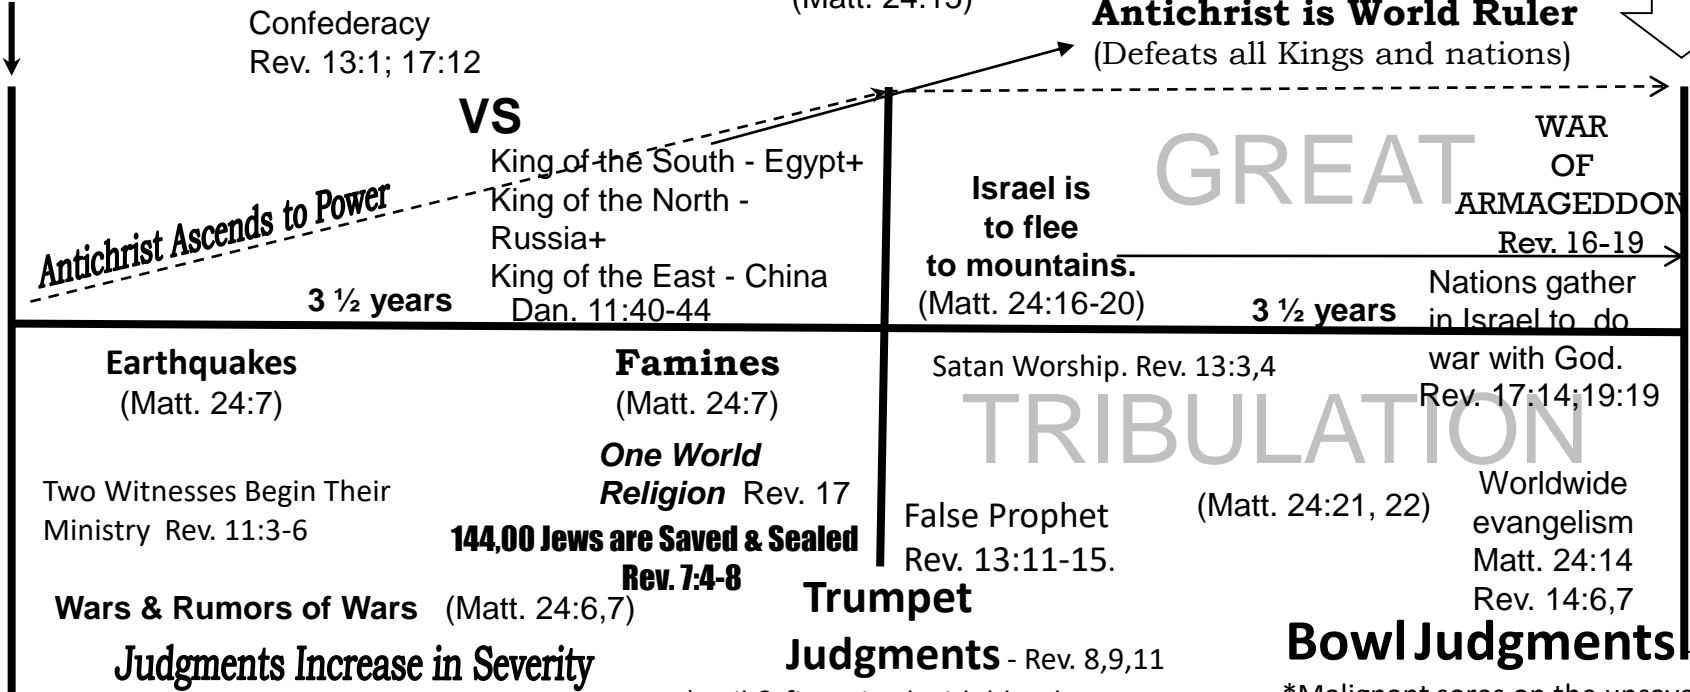 (Matt. 24:15)
Confederacy
Rev. 13:1; 17:12
Antichrist is World Ruler
(Defeats all Kings and nations)
VS
King of the South - Egypt+
King of the North -
Russia+
King of the East - China
Dan. 11:40-44
Antichrist Ascends to Power
3 ½ years
Israel is
to flee
to mountains.
(Matt. 24:16-20)
GREAT
WAR
OF
ARMAGEDDON
Rev. 16-19
Nations gather
in Israel to do
war with God.
Rev. 17:14;19:19
3 ½ years
Earthquakes
(Matt. 24:7)
Famines
(Matt. 24:7)
One World
Religion Rev. 17
Two Witnesses Begin Their
Ministry Rev. 11:3-6
144,00 Jews are Saved & Sealed
Rev. 7:4-8
Wars & Rumors of Wars (Matt. 24:6,7)
Judgments Increase in Severity
Satan Worship. Rev. 13:3,4
TRIBULATION
(Matt. 24:21, 22)
False Prophet
Rev. 13:11-15.
Worldwide
evangelism
Matt. 24:14
Rev. 14:6,7
Trumpet
Judgments - Rev. 8,9,11
Bowl Judgments
*Malignant sores on the